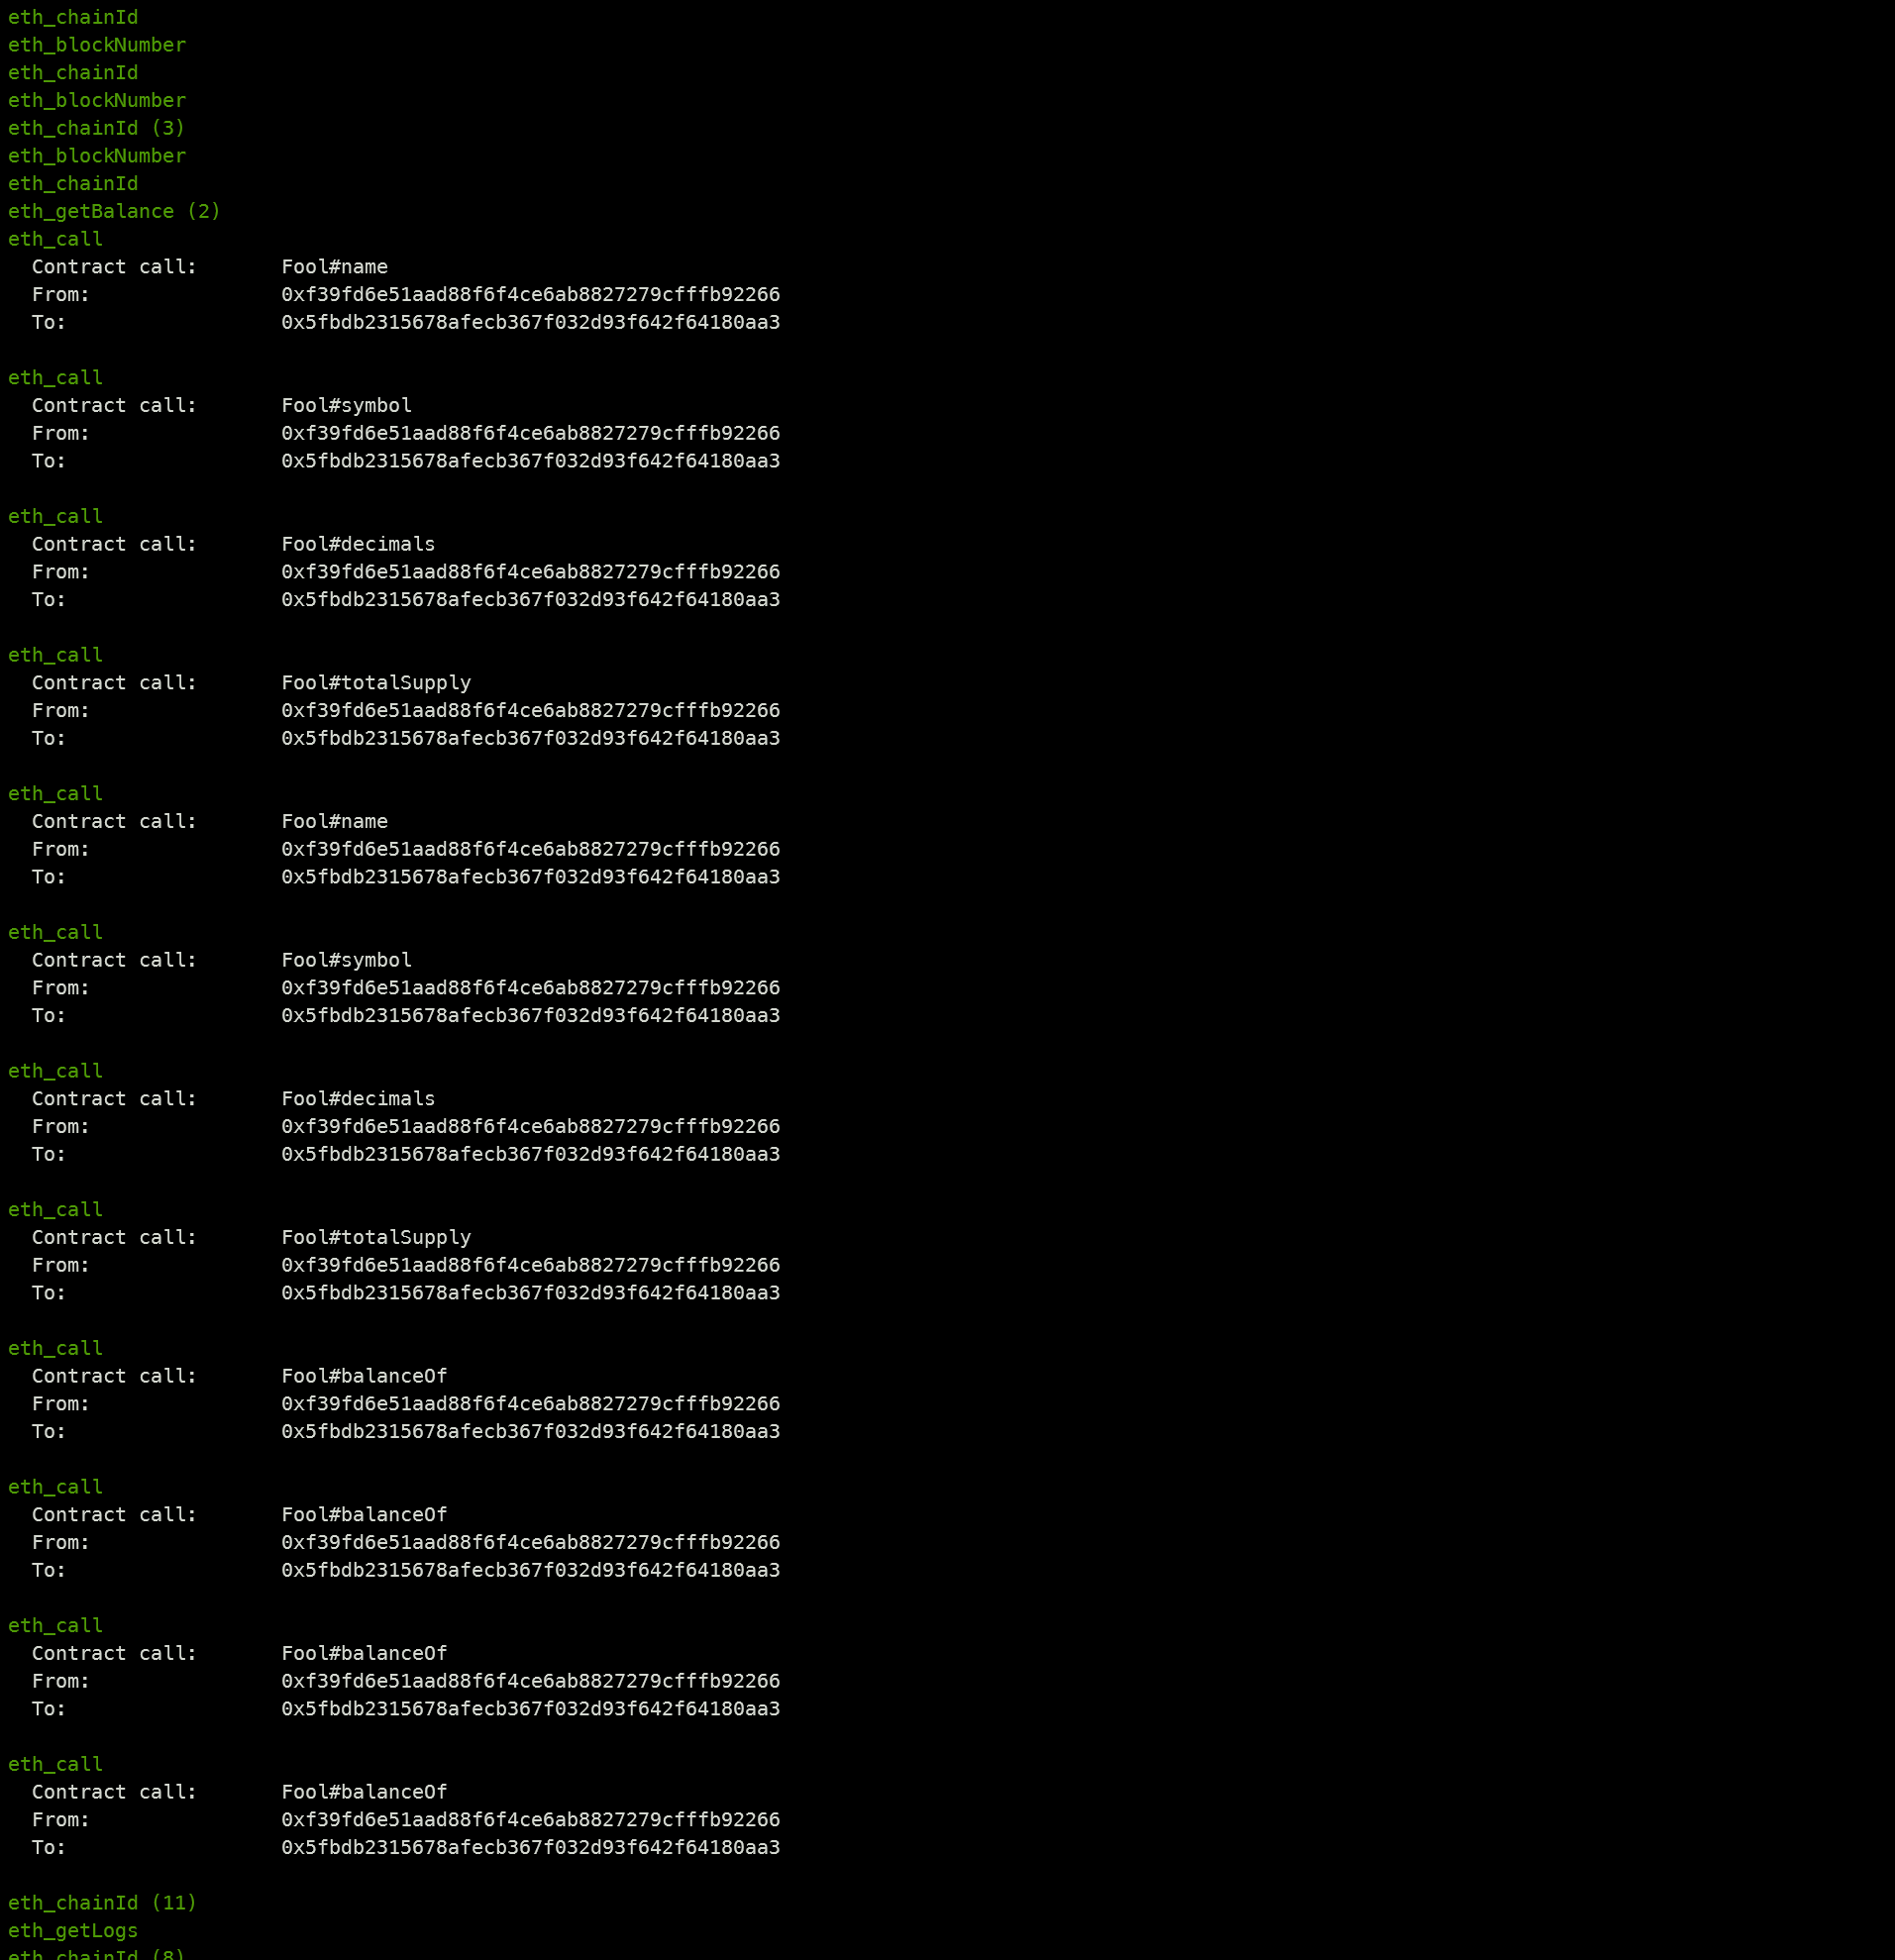 eth_chainId
eth_blockNumber
eth_chainId
eth_blockNumber
eth_chainId (3)
eth_blockNumber
eth_chainId
eth_getBalance (2)
eth_call
Contract call: Fool#name
From: 0xf39fd6e51aad88f6f4ce6ab8827279cfffb92266
To: 0x5fbdb2315678afecb367f032d93f642f64180aa3
eth_call
Contract call: Fool#symbol
From: 0xf39fd6e51aad88f6f4ce6ab8827279cfffb92266
To: 0x5fbdb2315678afecb367f032d93f642f64180aa3
eth_call
Contract call: Fool#decimals
From: 0xf39fd6e51aad88f6f4ce6ab8827279cfffb92266
To: 0x5fbdb2315678afecb367f032d93f642f64180aa3
eth_call
Contract call: Fool#totalSupply
From: 0xf39fd6e51aad88f6f4ce6ab8827279cfffb92266
To: 0x5fbdb2315678afecb367f032d93f642f64180aa3
eth_call
Contract call: Fool#name
From: 0xf39fd6e51aad88f6f4ce6ab8827279cfffb92266
To: 0x5fbdb2315678afecb367f032d93f642f64180aa3
eth_call
Contract call: Fool#symbol
From: 0xf39fd6e51aad88f6f4ce6ab8827279cfffb92266
To: 0x5fbdb2315678afecb367f032d93f642f64180aa3
eth_call
Contract call: Fool#decimals
From: 0xf39fd6e51aad88f6f4ce6ab8827279cfffb92266
To: 0x5fbdb2315678afecb367f032d93f642f64180aa3
eth_call
Contract call: Fool#totalSupply
From: 0xf39fd6e51aad88f6f4ce6ab8827279cfffb92266
To: 0x5fbdb2315678afecb367f032d93f642f64180aa3
eth_call
Contract call: Fool#balanceOf
From: 0xf39fd6e51aad88f6f4ce6ab8827279cfffb92266
To: 0x5fbdb2315678afecb367f032d93f642f64180aa3
eth_call
Contract call: Fool#balanceOf
From: 0xf39fd6e51aad88f6f4ce6ab8827279cfffb92266
To: 0x5fbdb2315678afecb367f032d93f642f64180aa3
eth_call
Contract call: Fool#balanceOf
From: 0xf39fd6e51aad88f6f4ce6ab8827279cfffb92266
To: 0x5fbdb2315678afecb367f032d93f642f64180aa3
eth_call
Contract call: Fool#balanceOf
From: 0xf39fd6e51aad88f6f4ce6ab8827279cfffb92266
To: 0x5fbdb2315678afecb367f032d93f642f64180aa3
eth_chainId (11)
eth_getLogs
eth_chainId (8)